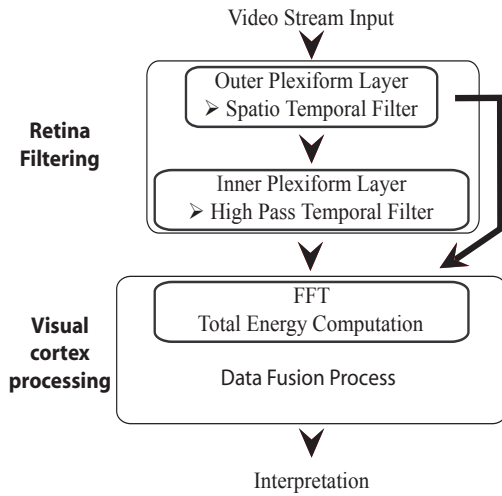 Video Stream Input
Outer Plexiform Layer
➢ Spatio Temporal Filter
Retina
Filtering
Inner Plexiform Layer
➢ High Pass Temporal Filter
FFT
Total Energy Computation
Visual
cortex
processing
Data Fusion Process
Interpretation